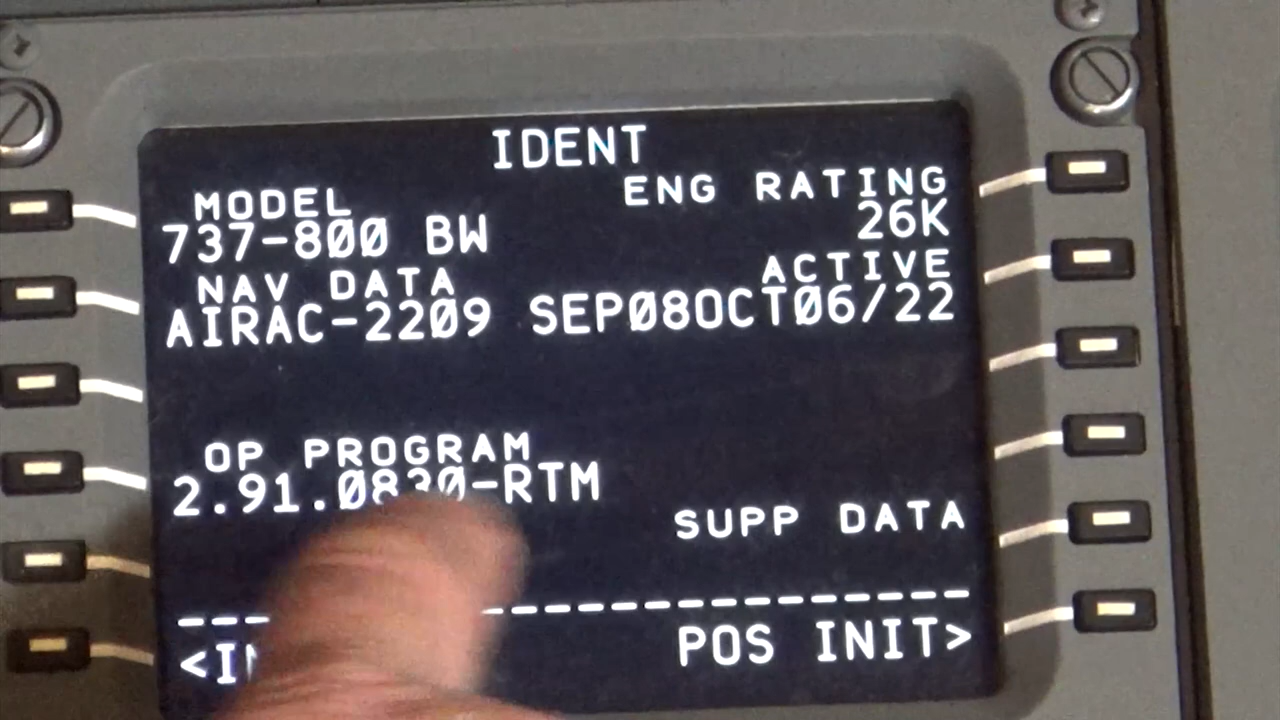 IDENT
MODEL ENG RATING
737-800 BW 26K
NAV DATA ACTIVE
AIRAC-2209 SEP08OCT06/22
OP PROGRAM
2.91.0830-RTM
SUPP DATA
POS INIT>